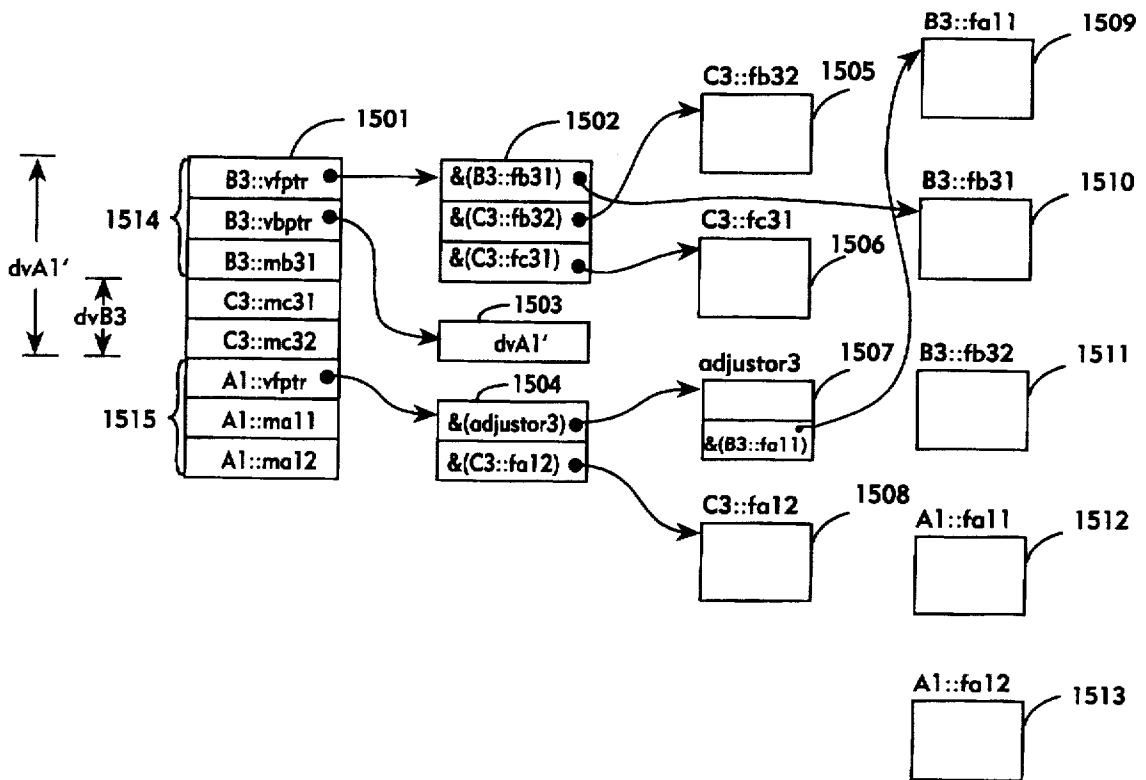 1501
B3::vfptr
B3::vbptr
B3::mb31
C3::mc31
C3::mc32
A1::vfptr
A1::ma11
A1::ma12
1514
1515
dvA1'
dvB3
1502
&(B3::fb31)
&(C3::fb32)
&(C3::fc31)
1503
dvA1'
1504
&(adjustor3)
&(C3::fa12)
C3::fb32
1505
C3::fc31
1506
adjustor3
1507
&(B3::fa11)
C3::fa12
1508
B3::fa11
1509
B3::fb31
1510
B3::fb32
1511
A1::fa11
1512
A1::fa12
1513